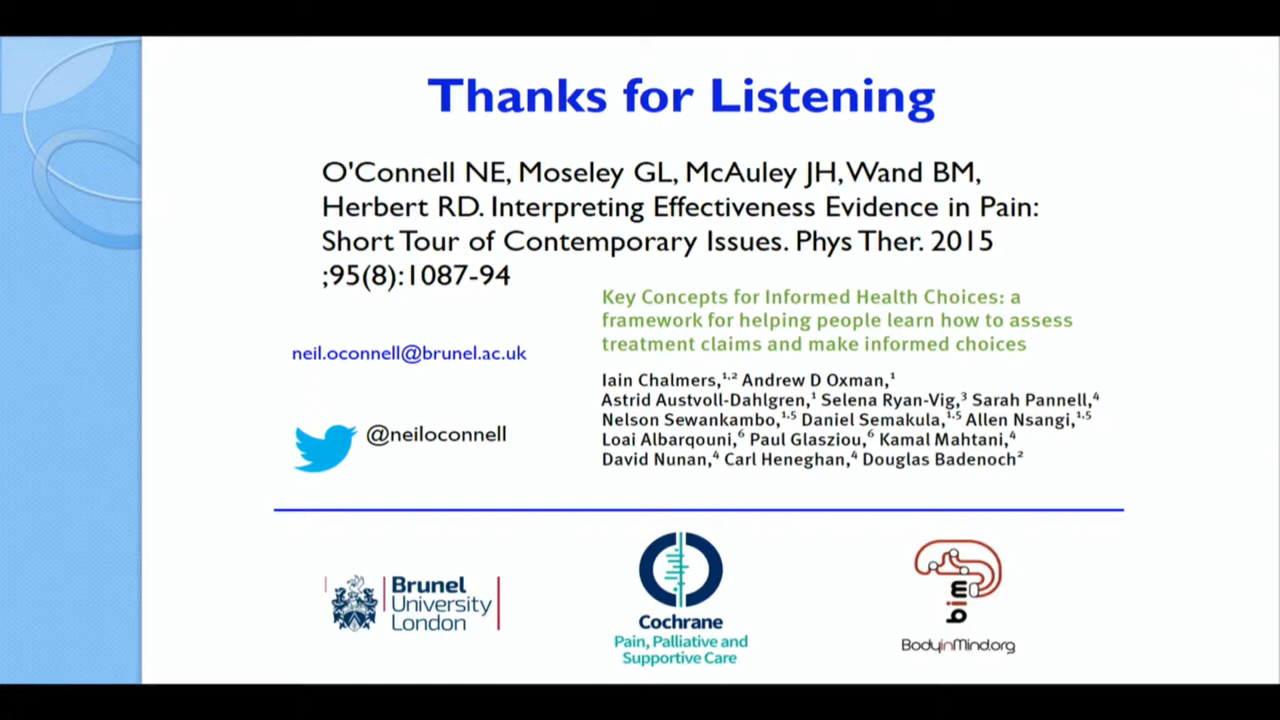 Thanks for Listening
O'Connell NE, Moseley GL, McAuley JH, Wand BM,
Herbert RD. Interpreting Effectiveness Evidence in Pain:
Short Tour of Contemporary Issues. Phys Ther. 2015
;95(8):1087-94
Key Concepts for Informed Health Choices: a
framework for helping people learn how to assess
treatment claims and make informed choices
neil.oconnell@brunel.ac.uk
Iain Chalmers,¹,² Andrew D Oxman,¹
Astrid Austvoll-Dahlgren,¹ Selena Ryan-Vig,³ Sarah Pannell,⁴
Nelson Sewankambo,¹,⁵ Daniel Semakula,¹,⁵ Allen Nsangi,¹,⁵
Loai Albarqouni,⁶ Paul Glasziou,⁶ Kamal Mahtani,⁴
David Nunan,⁴ Carl Heneghan,⁴ Douglas Badenoch²
@neiloconnell
Brunel
University
London
Cochrane
Pain, Palliative and
Supportive Care
bim
BodyinMind.org